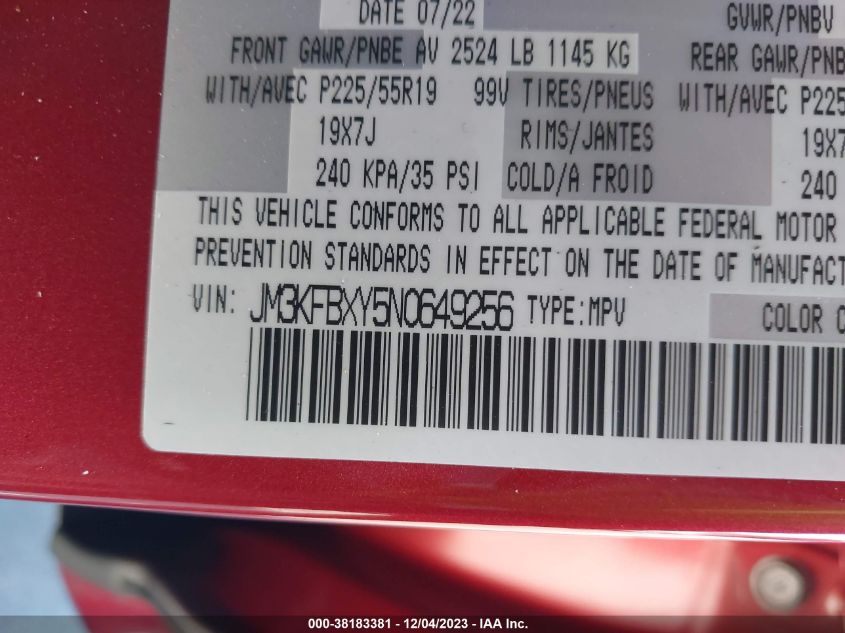 DATE 07/22 GVWR/PNBV
FRONT GAWR/PNBE AV 2524 LB 1145 KG REAR GAWR/PNB
WITH/AVEC P225/55R19 99V TIRES/PNEUS WITH/AVEC P225
19X7J RIMS/JANTES 19X7
240 KPA/35 PSI COLD/A FROID 240
THIS VEHICLE CONFORMS TO ALL APPLICABLE FEDERAL MOTOR
PREVENTION STANDARDS IN EFFECT ON THE DATE OF MANUFACT
VIN: JM3KFBXY5N0649256 TYPE:MPV COLOR C
000-38183381 - 12/04/2023 - IAA Inc.